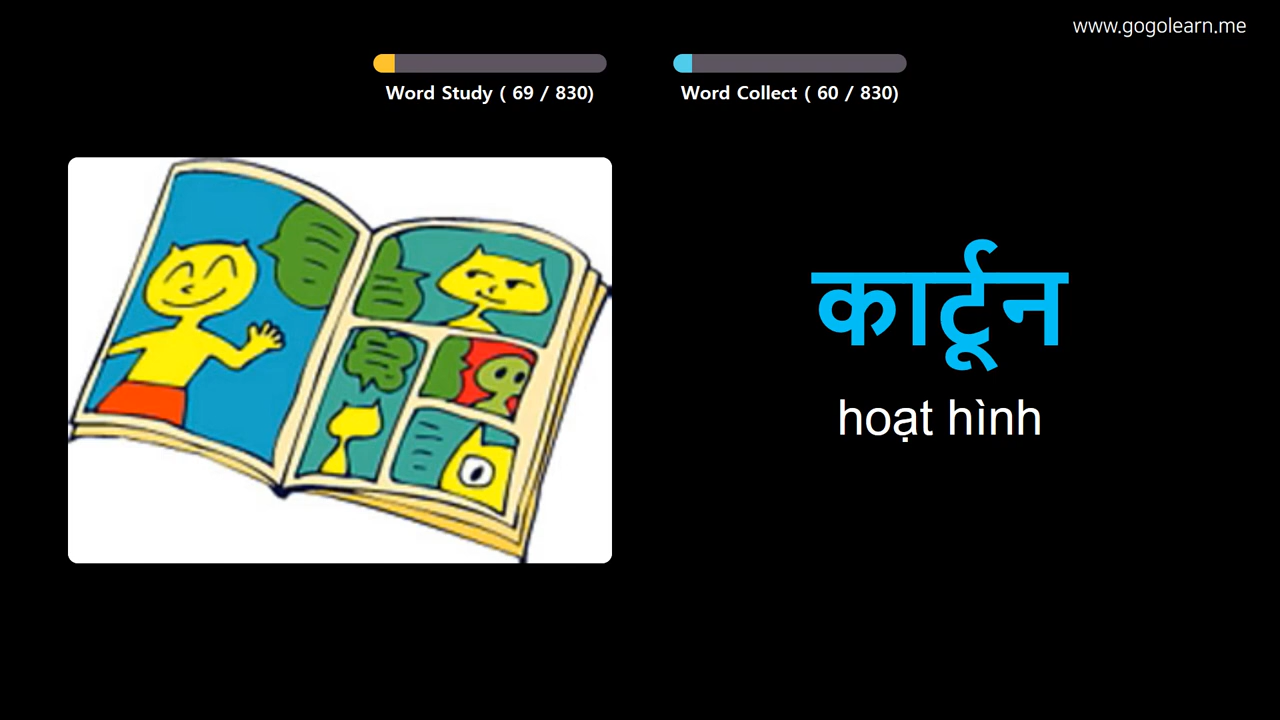 www.gogolearn.me
Word Study ( 69 / 830)
Word Collect ( 60 / 830)
कार्टून
hoạt hình